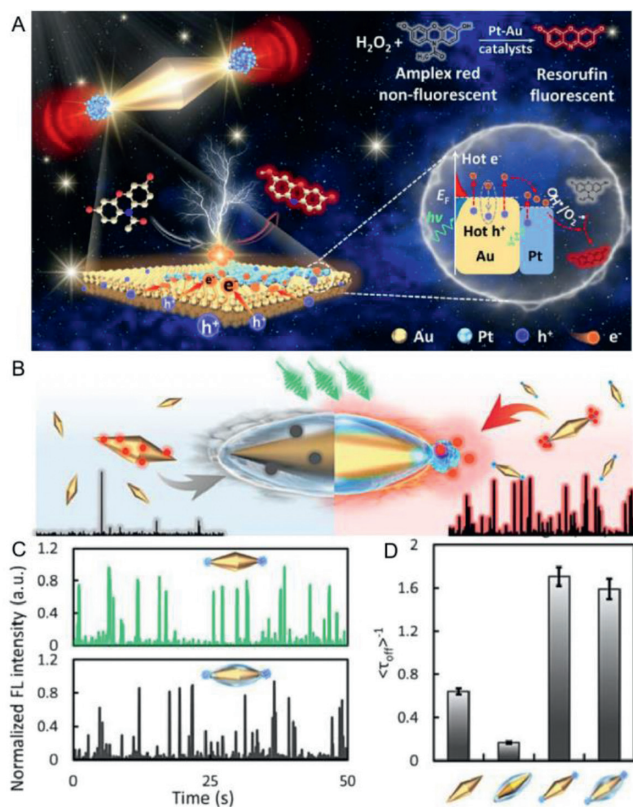 A
H₂O₂ +
Pt-Au
catalysts
Amplex red
non-fluorescent
Resorufin
fluorescent
Hot e⁻
E_F
hν
Hot h⁺
Au
Pt
OH*/O₂
e⁻
e⁻
h⁺
h⁺
h⁺
Au
Pt
h⁺
e⁻
B
C
Normalized FL intensity (a.u.)
1.2
0.8
0.4
0
1.2
0.8
0.4
0
0
25
50
Time (s)
D
<τoff>⁻¹
2
1.6
1.2
0.8
0.4
0